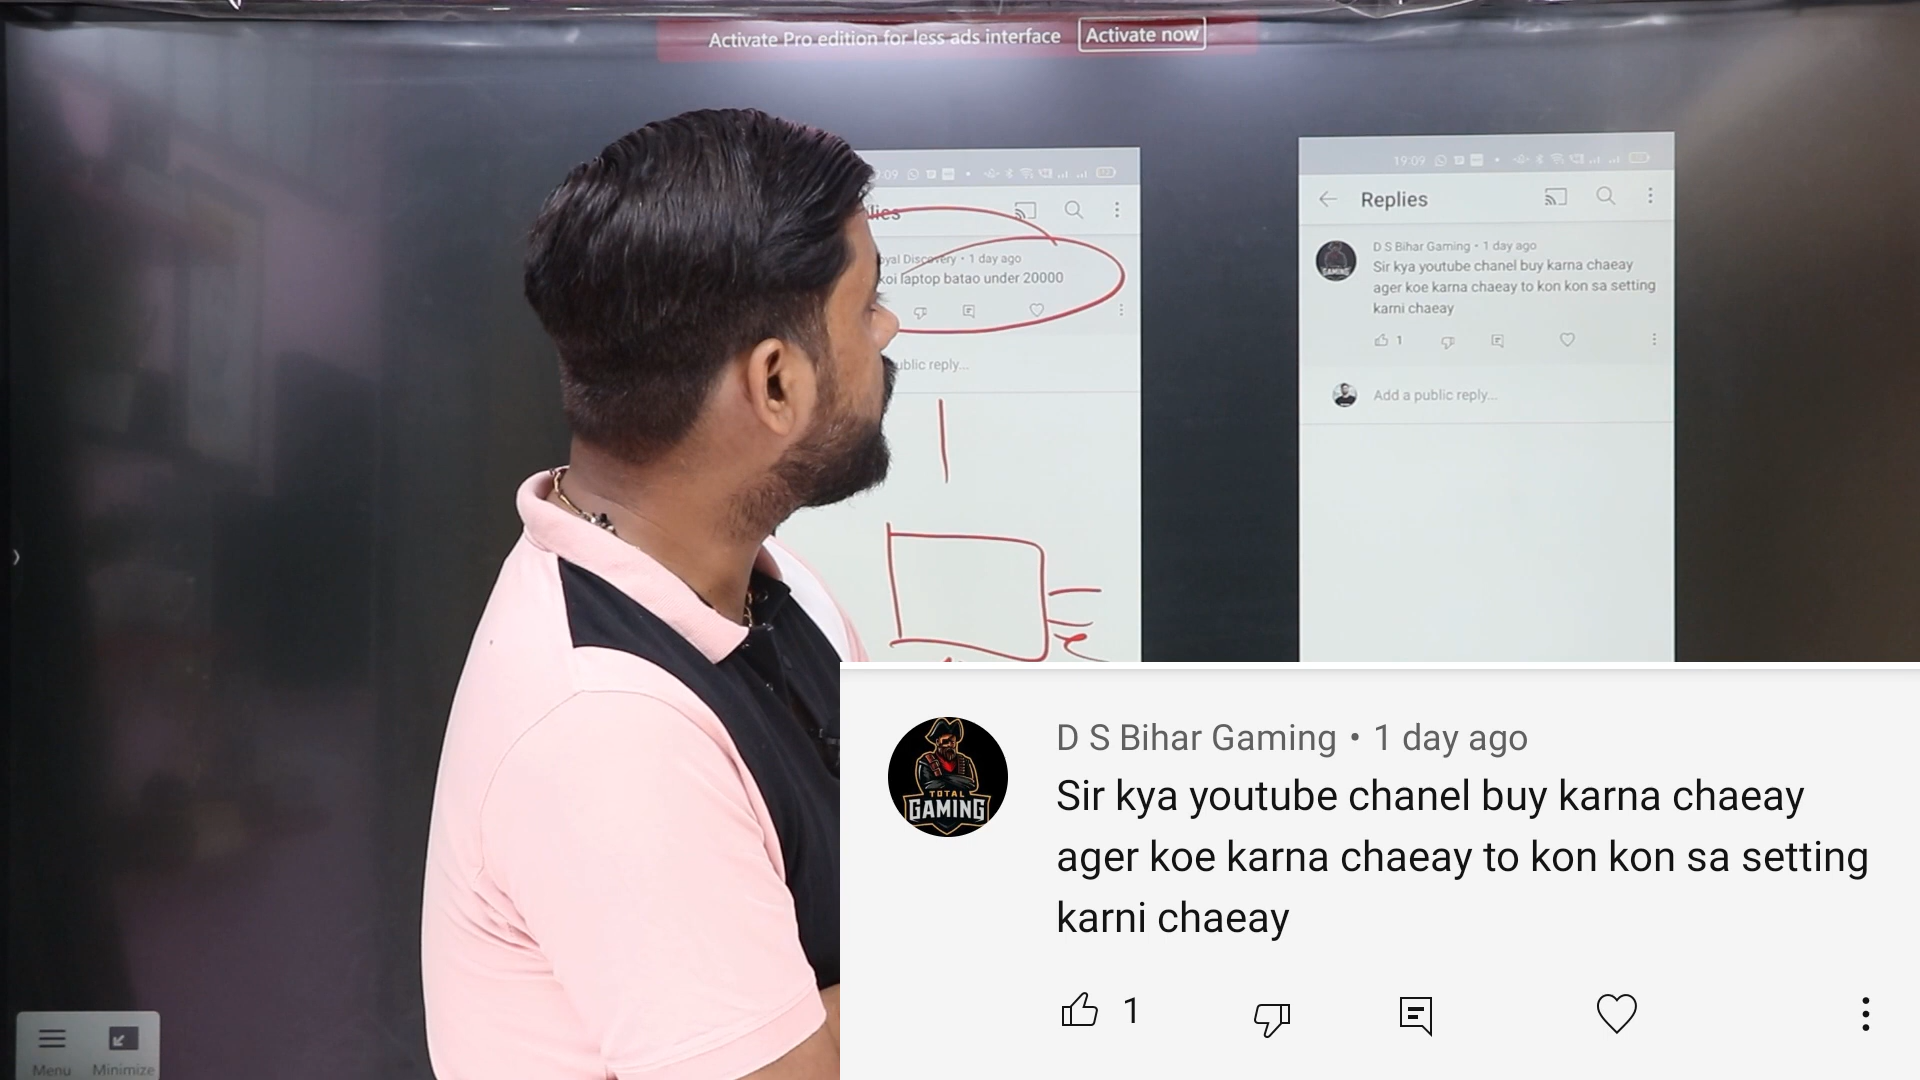 Activate Pro edition for less ads interface Activate now
:09
lies
oyal Discovery • 1 day ago
koi laptop batao under 20000
ublic reply...
19:09
Replies
D S Bihar Gaming • 1 day ago
Sir kya youtube chanel buy karna chaeay
ager koe karna chaeay to kon kon sa setting
karni chaeay
1
Add a public reply...
D S Bihar Gaming • 1 day ago
Sir kya youtube chanel buy karna chaeay
ager koe karna chaeay to kon kon sa setting
karni chaeay
1
TOTAL
GAMING
Menu Minimize